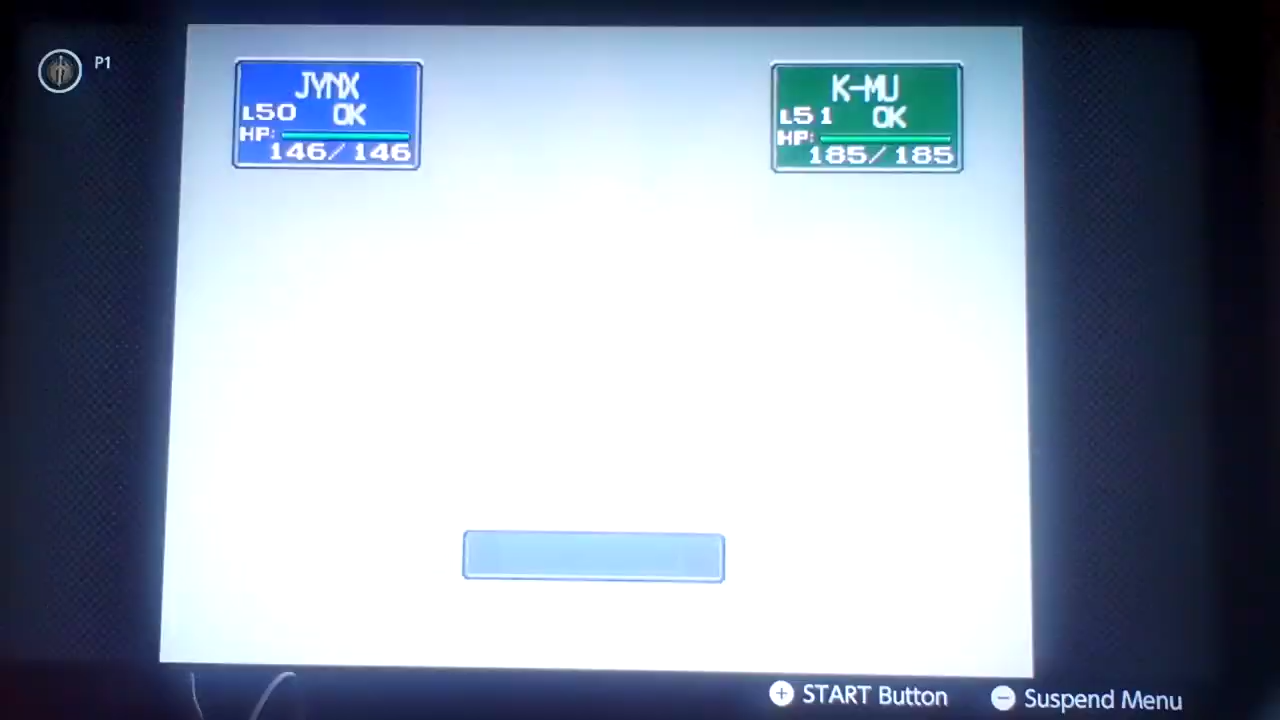 P1
JYNX
L50 OK
HP:
146/146
K-MU
L51 OK
HP:
185/185
+ START Button
− Suspend Menu